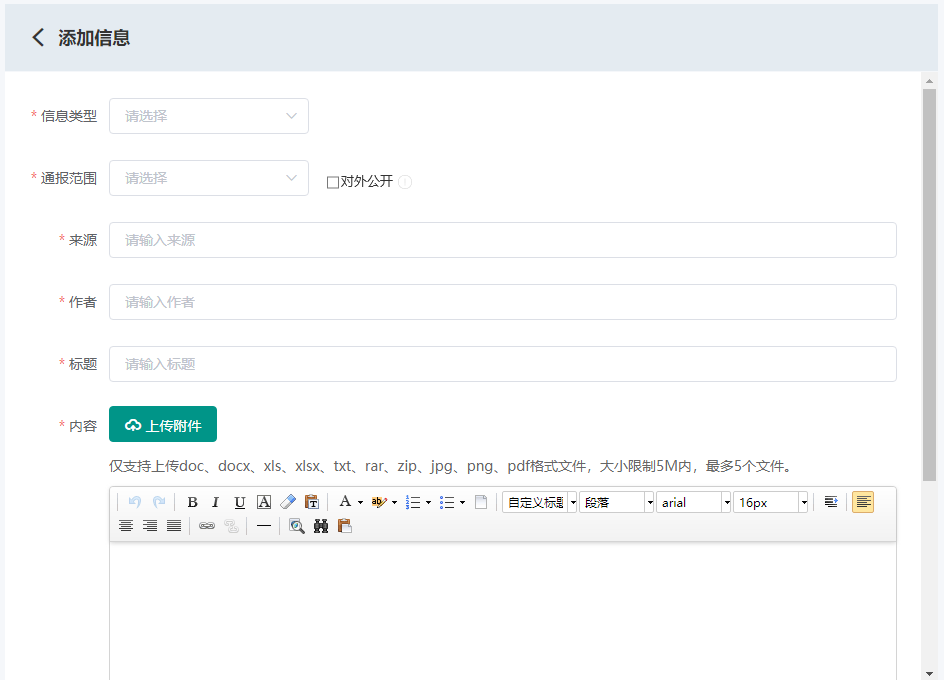 添加信息
* 信息类型 请选择
* 通报范围 请选择 对外公开
* 来源 请输入来源
* 作者 请输入作者
* 标题 请输入标题
* 内容 上传附件
仅支持上传doc、docx、xls、xlsx、txt、rar、zip、jpg、png、pdf格式文件，大小限制5M内，最多5个文件。
B I U A T A ab 自定义标题 段落 arial 16px